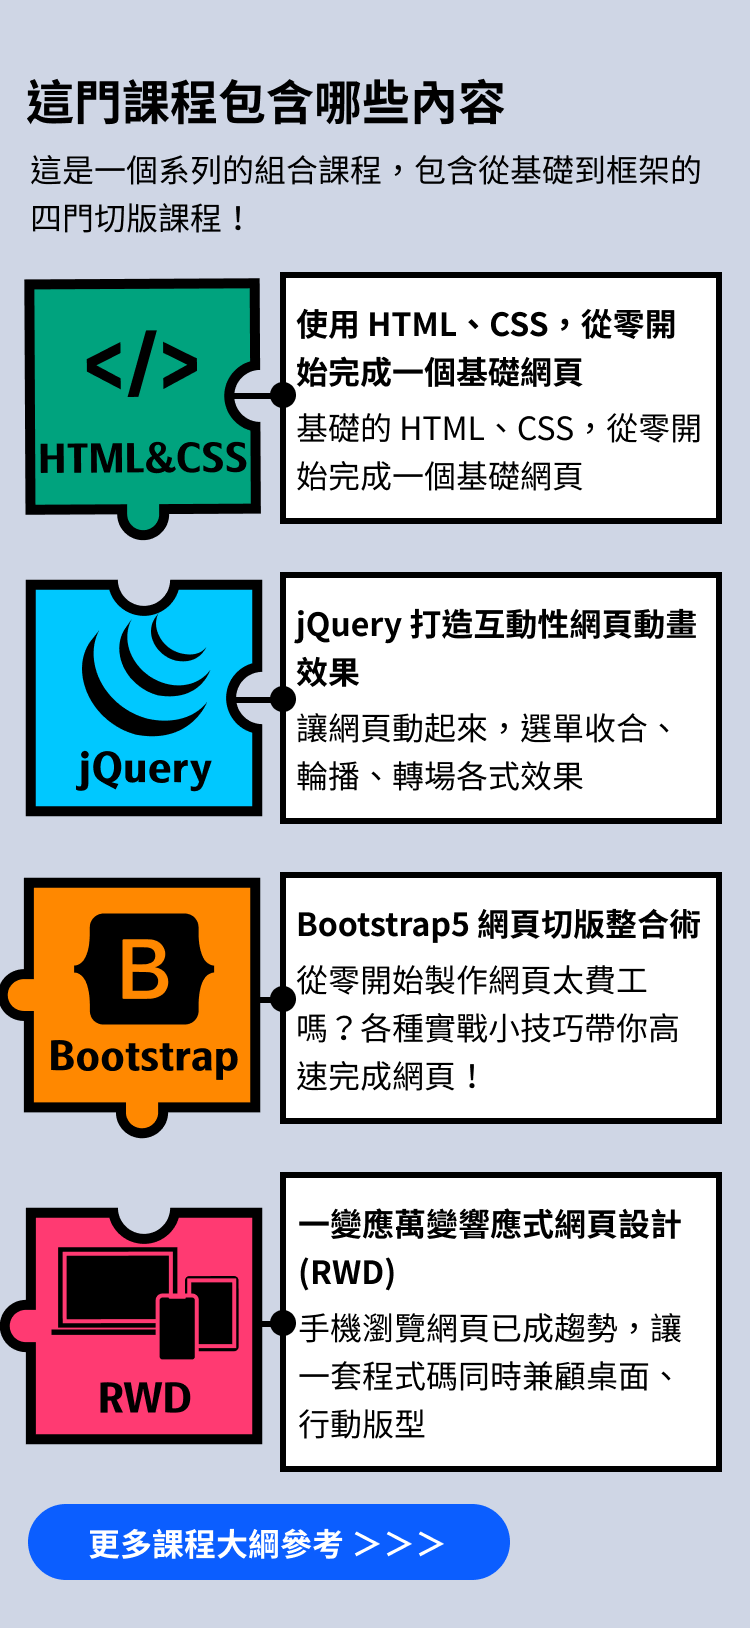 這門課程包含哪些內容
這是一個系列的組合課程，包含從基礎到框架的
四門切版課程！
</>
HTML&CSS
使用 HTML、CSS，從零開
始完成一個基礎網頁
基礎的 HTML、CSS，從零開
始完成一個基礎網頁
jQuery
jQuery 打造互動性網頁動畫
效果
讓網頁動起來，選單收合、
輪播、轉場各式效果
B
Bootstrap
Bootstrap5 網頁切版整合術
從零開始製作網頁太費工
嗎？各種實戰小技巧帶你高
速完成網頁！
RWD
一變應萬變響應式網頁設計
(RWD)
手機瀏覽網頁已成趨勢，讓
一套程式碼同時兼顧桌面、
行動版型
更多課程大綱參考 ＞＞＞